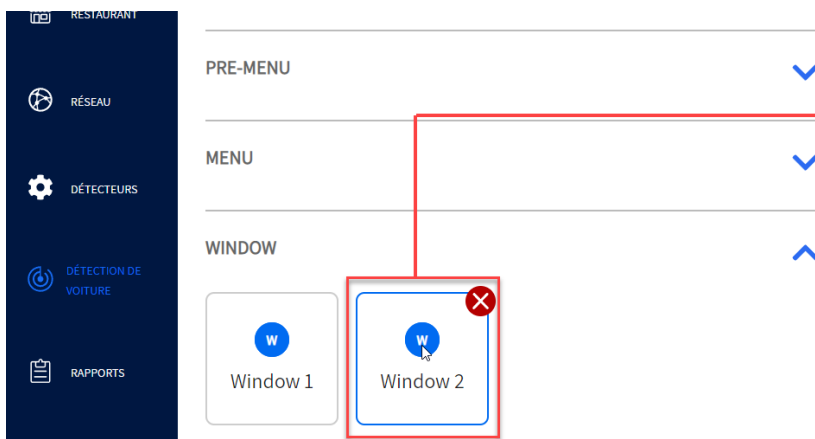 RESTAURANT
PRE-MENU
RÉSEAU
MENU
DÉTECTEURS
WINDOW
DÉTECTION DE
VOITURE
W
W
Window 1
Window 2
RAPPORTS